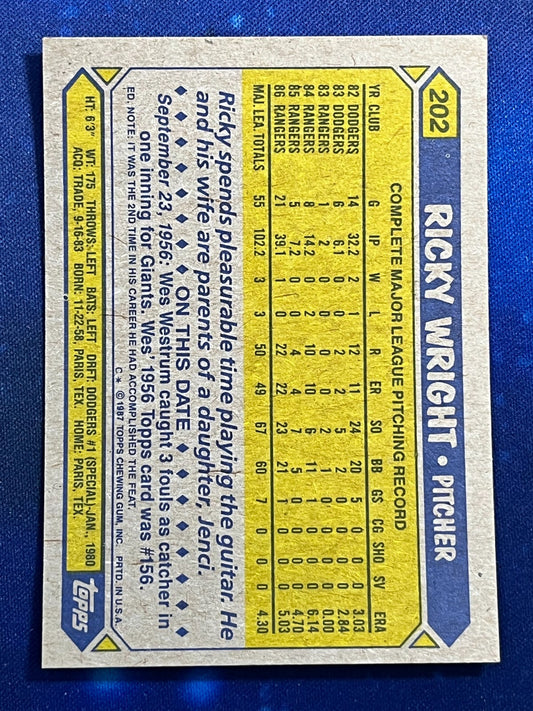 202
RICKY WRIGHT • PITCHER
COMPLETE MAJOR LEAGUE PITCHING RECORD
YR CLUB G IP W L R ER SO BB GS CG SHO SV ERA
82 DODGERS 14 32.2 2 1 12 11 24 20 5 0 0 0 3.03
83 DODGERS 6 6.1 0 0 2 2 5 2 0 0 0 0 2.84
83 RANGERS 1 2 0 0 0 0 2 1 0 0 0 0 0.00
84 RANGERS 8 14.2 0 2 10 10 6 11 1 0 0 0 6.14
85 RANGERS 5 7.2 0 0 4 4 7 5 0 0 0 0 4.70
86 RANGERS 21 39.1 1 0 22 22 23 21 1 0 0 0 5.03
MAJ. LEA. TOTALS 55 102.2 3 3 50 49 67 60 7 0 0 0 4.30
Ricky spends pleasurable time playing the guitar. He
and his wife are parents of a daughter, Jenci.
♦ ♦ ♦ ♦ ♦ ON THIS DATE ♦ ♦ ♦ ♦ ♦
September 23, 1956: Wes Westrum caught 3 fouls as catcher in
one inning for Giants. Wes' 1956 Topps card was #156.
ED. NOTE: IT WAS THE 2ND TIME IN HIS CAREER HE HAD ACCOMPLISHED THE FEAT.
C* ©1987 TOPPS CHEWING GUM, INC. PRTD. IN U.S.A.
HT: 6'3" WT: 175 THROWS: LEFT BATS: LEFT DRFT: DODGERS #1 (SPECIAL)-JAN., 1980
ACQ: TRADE, 9-16-83 BORN: 11-22-58, PARIS, TEX. HOME: PARIS, TEX
Topps